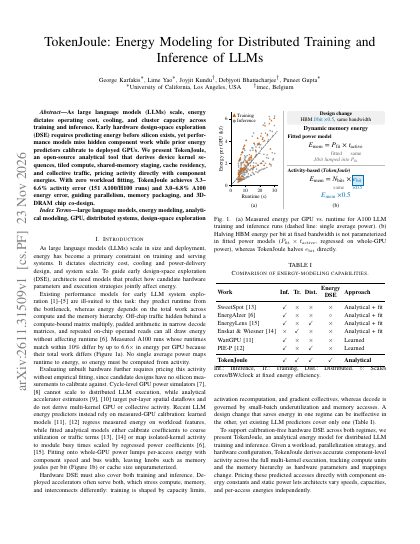 TokenJoule: Energy Modeling for Distributed Training and
Inference of LLMs
George Karfakis*, Lime Yao*, Joyjit Kundu†, Debjyoti Bhattacharjee†, Puneet Gupta*
*University of California, Los Angeles, USA †imec, Belgium
arXiv:2611.31509v1 [cs.PF] 23 Nov 2026
Abstract—As large language models (LLMs) scale, energy
dictates operating cost, cooling, and cluster capacity across
training and inference. Early hardware design-space exploration
(DSE) requires predicting energy before silicon exists, yet perfor-
mance models miss hidden component work while prior energy
predictors calibrate to deployed GPUs. We present TokenJoule,
an open-source analytical tool that derives device kernel se-
quences, tiled compute, shared-memory staging, cache residency,
and collective traffic, pricing activity directly with component
energies. With zero workload fitting, TokenJoule achieves 3.3–
6.6% activity error (351 A100/H100 runs) and 3.0–6.8% A100
energy error, guiding parallelism, memory packaging, and 3D-
DRAM chip co-design.
Index Terms—large language models, energy modeling, analyt-
ical modeling, GPU, distributed systems, design-space exploration
I. INTRODUCTION
As large language models (LLMs) scale in size and deployment,
energy has become a primary constraint on training and serving
systems. It dictates electricity cost, cooling and power-delivery
design, and system scale. To guide early design-space exploration
(DSE), architects need models that predict how candidate hardware
parameters and execution strategies jointly affect energy.
Existing performance models for early LLM system explo-
ration [1]–[5] are ill-suited to this task: they predict runtime from
the bottleneck, whereas energy depends on the total work across
compute and the memory hierarchy. Off-chip traffic hidden behind
a compute-bound matrix multiply, padded arithmetic in narrow decode
matrices, and repeated on-chip operand reads can all draw energy
without affecting runtime [6]. Measured A100 runs whose runtimes
match within 10% differ by up to 6.6x in energy per GPU because
their total work differs (Figure 1a). No single average power maps
runtime to energy, so energy must be computed from activity.
Evaluating unbuilt hardware further requires pricing this activity
without empirical fitting, since candidate designs have no silicon mea-
surements to calibrate against. Cycle-level GPU power simulators [7],
[8] cannot scale to distributed LLM execution, while analytical
accelerator estimators [9], [10] target per-layer spatial dataflows and
do not derive multi-kernel GPU or collective activity. Recent LLM
energy predictors instead rely on measured-GPU calibration: learned
models [11], [12] regress measured energy on workload features,
while fitted analytical models either calibrate coefficients to coarse
utilization or traffic terms [13], [14] or map isolated-kernel activity
to module busy times scaled by regressed power coefficients [6],
[15]. Fitting onto whole-GPU power lumps per-access energy with
component speed and bus width, leaving knobs such as memory
joules per bit (Figure 1b) or cache size unparameterized.
Hardware DSE must also cover both training and inference. De-
ployed accelerators often serve both, which stress compute, memory,
and interconnects differently: training is shaped by capacity limits,
Energy per GPU (kJ)
Training
Inference
Runtime (s)
(a)
Design change
HBM pJ/bit ×0.5, same bandwidth
Dynamic memory energy
Fitted power model
Activity-based (TokenJoule)
(b)
Fig. 1. (a) Measured energy per GPU vs. runtime for A100 LLM
training and inference runs (dashed line: single average power). (b)
Halving HBM energy per bit at fixed bandwidth is not parameterized
in fitted power models, regressed on whole-GPU
power), whereas TokenJoule halves directly.
TABLE I
COMPARISON OF ENERGY-MODELING CAPABILITIES.
Work Inf. Tr. Dist. Energy DSE Approach
SweetSpot [13] ✓ × × × Analytical + fit
EnergAIzer [6] ✓ × × Analytical + fit
EnergyLens [15] ✓ × ✓ × Analytical + fit
Enskat & Wiesner [14] × ✓ × Analytical + fit
WattGPU [11] ✓ × × Learned
PIE-P [12] ✓ × ✓ × Learned
TokenJoule ✓ ✓ ✓ ✓ Analytical
Inf.: Inference, Tr.: Training, Dist.: Distributed. : Scales
cores/BW/clock at fixed energy efficiency.
activation recomputation, and gradient collectives, whereas decode is
governed by small-batch underutilization and memory accesses. A
design change that saves energy in one regime can be ineffective in
the other, yet existing LLM predictors cover only one (Table I).
To support calibration-free hardware DSE across both regimes, we
present TokenJoule, an analytical energy model for distributed LLM
training and inference. Given a workload, parallelization strategy, and
hardware configuration, TokenJoule derives accurate component-level
activity across the full multi-kernel execution, tracking compute units
and the memory hierarchy as hardware parameters and mappings
change. Pricing these predicted accesses directly with component en-
ergy constants and static power lets architects vary speeds, capacities,
and per-access energies independently.